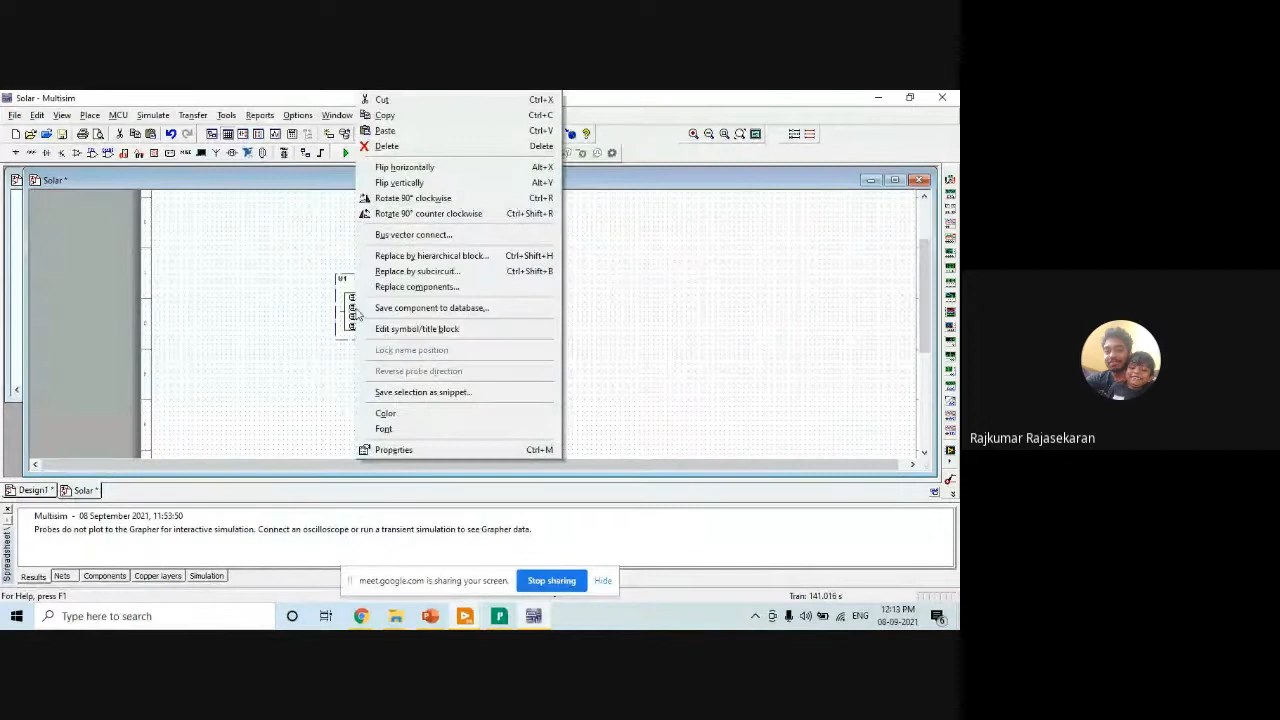 Solar - Multisim
File Edit View Place MCU Simulate Transfer Tools Reports Options Window
Solar *
U1
Cut Ctrl+X
Copy Ctrl+C
Paste Ctrl+V
Delete Delete
Flip horizontally Alt+X
Flip vertically Alt+Y
Rotate 90° clockwise Ctrl+R
Rotate 90° counter clockwise Ctrl+Shift+R
Bus vector connect...
Replace by hierarchical block... Ctrl+Shift+H
Replace by subcircuit... Ctrl+Shift+B
Replace components...
Save component to database...
Edit symbol/title block
Lock name position
Reverse probe direction
Save selection as snippet...
Color
Font
Properties Ctrl+M
Rajkumar Rajasekaran
Design1 * Solar *
Multisim - 08 September 2021, 11:53:50
Probes do not plot to the Grapher for interactive simulation. Connect an oscilloscope or run a transient simulation to see Grapher data.
Spreadsheet
Results Nets Components Copper layers Simulation
meet.google.com is sharing your screen. Stop sharing Hide
For Help, press F1 Tran: 141.016 s
Type here to search ENG 12:13 PM
08-09-2021